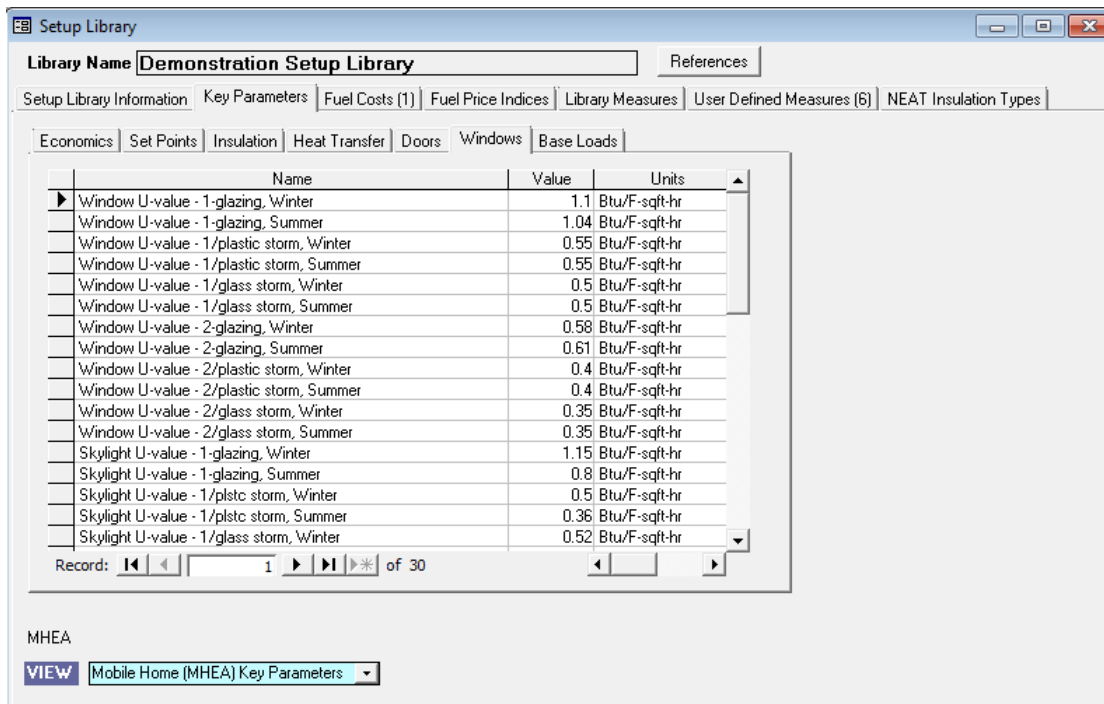 Setup Library
Library Name Demonstration Setup Library References
Setup Library Information Key Parameters Fuel Costs (1) Fuel Price Indices Library Measures User Defined Measures (6) NEAT Insulation Types
Economics Set Points Insulation Heat Transfer Doors Windows Base Loads
Name Value Units
Window U-value - 1-glazing, Winter 1.1 Btu/F-sqft-hr
Window U-value - 1-glazing, Summer 1.04 Btu/F-sqft-hr
Window U-value - 1/plastic storm, Winter 0.55 Btu/F-sqft-hr
Window U-value - 1/plastic storm, Summer 0.55 Btu/F-sqft-hr
Window U-value - 1/glass storm, Winter 0.5 Btu/F-sqft-hr
Window U-value - 1/glass storm, Summer 0.5 Btu/F-sqft-hr
Window U-value - 2-glazing, Winter 0.58 Btu/F-sqft-hr
Window U-value - 2-glazing, Summer 0.61 Btu/F-sqft-hr
Window U-value - 2/plastic storm, Winter 0.4 Btu/F-sqft-hr
Window U-value - 2/plastic storm, Summer 0.4 Btu/F-sqft-hr
Window U-value - 2/glass storm, Winter 0.35 Btu/F-sqft-hr
Window U-value - 2/glass storm, Summer 0.35 Btu/F-sqft-hr
Skylight U-value - 1-glazing, Winter 1.15 Btu/F-sqft-hr
Skylight U-value - 1-glazing, Summer 0.8 Btu/F-sqft-hr
Skylight U-value - 1/plstc storm, Winter 0.5 Btu/F-sqft-hr
Skylight U-value - 1/plstc storm, Summer 0.36 Btu/F-sqft-hr
Skylight U-value - 1/glass storm, Winter 0.52 Btu/F-sqft-hr
Record: 1 of 30
MHEA
VIEW Mobile Home (MHEA) Key Parameters